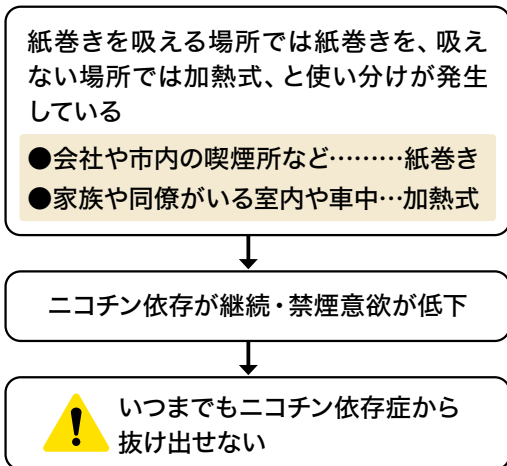 紙巻きを吸える場所では紙巻きを、吸え
ない場所では加熱式、と使い分けが発生
している
●会社や市内の喫煙所など………紙巻き
●家族や同僚がいる室内や車中…加熱式
ニコチン依存が継続・禁煙意欲が低下
いつまでもニコチン依存症から
抜け出せない